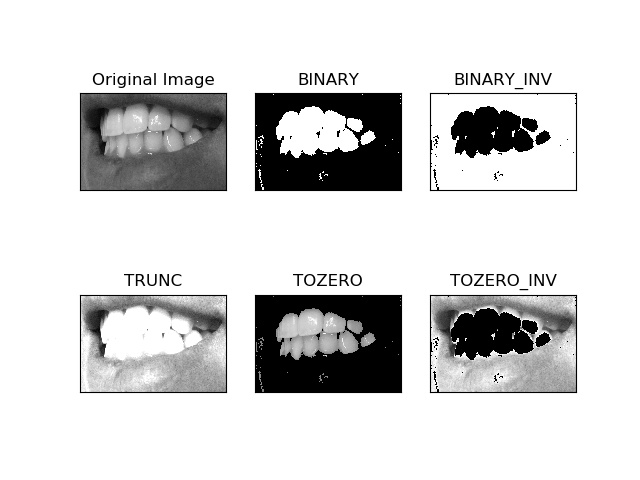 Original Image
BINARY
BINARY_INV
TRUNC
TOZERO
TOZERO_INV